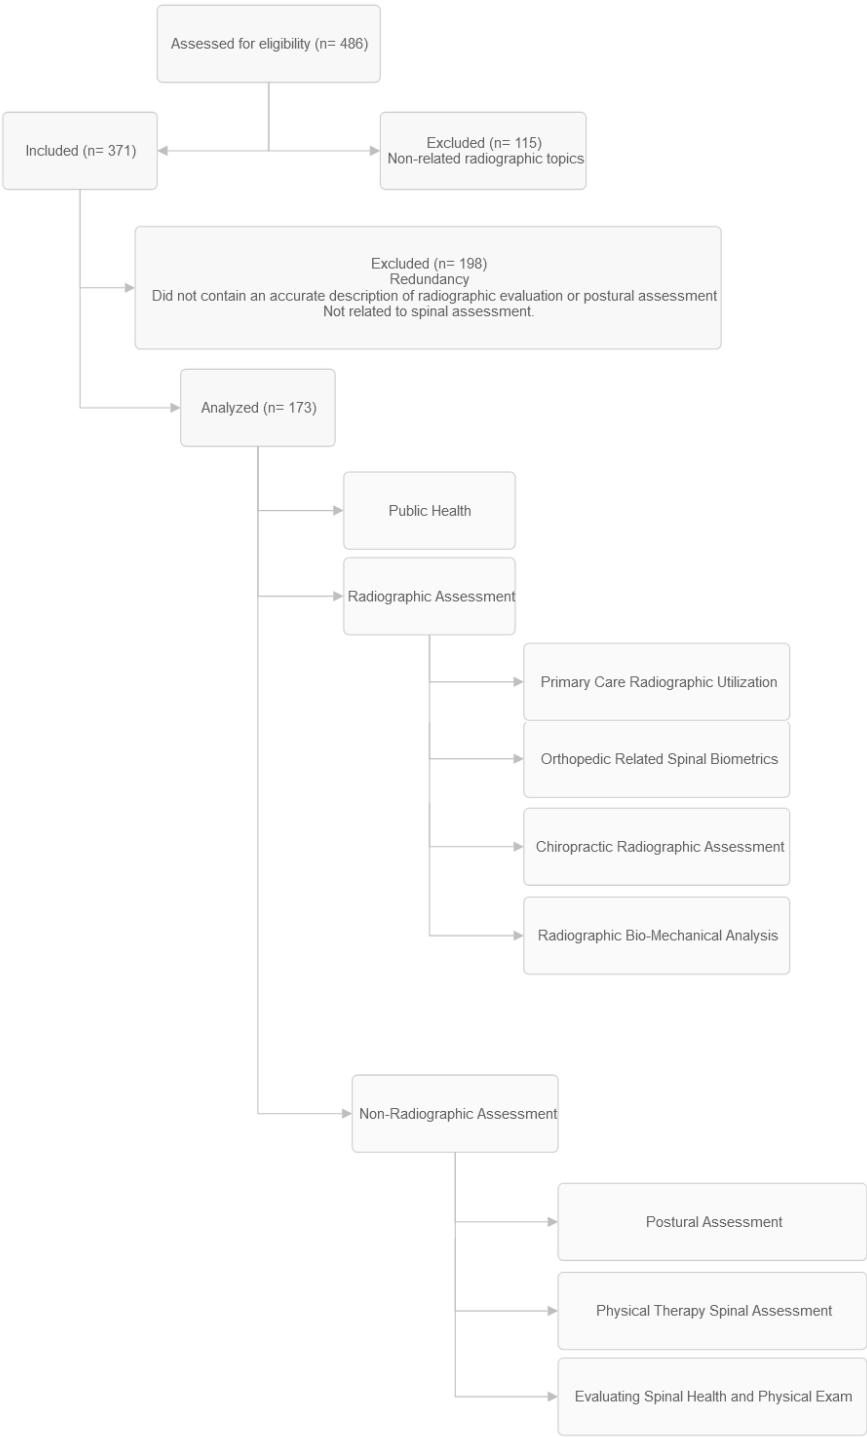 Assessed for eligibility (n= 486)
Included (n= 371)
Excluded (n= 115)
Non-related radiographic topics
Excluded (n= 198)
Redundancy
Did not contain an accurate description of radiographic evaluation or postural assessment
Not related to spinal assessment.
Analyzed (n= 173)
Public Health
Radiographic Assessment
Primary Care Radiographic Utilization
Orthopedic Related Spinal Biometrics
Chiropractic Radiographic Assessment
Radiographic Bio-Mechanical Analysis
Non-Radiographic Assessment
Postural Assessment
Physical Therapy Spinal Assessment
Evaluating Spinal Health and Physical Exam